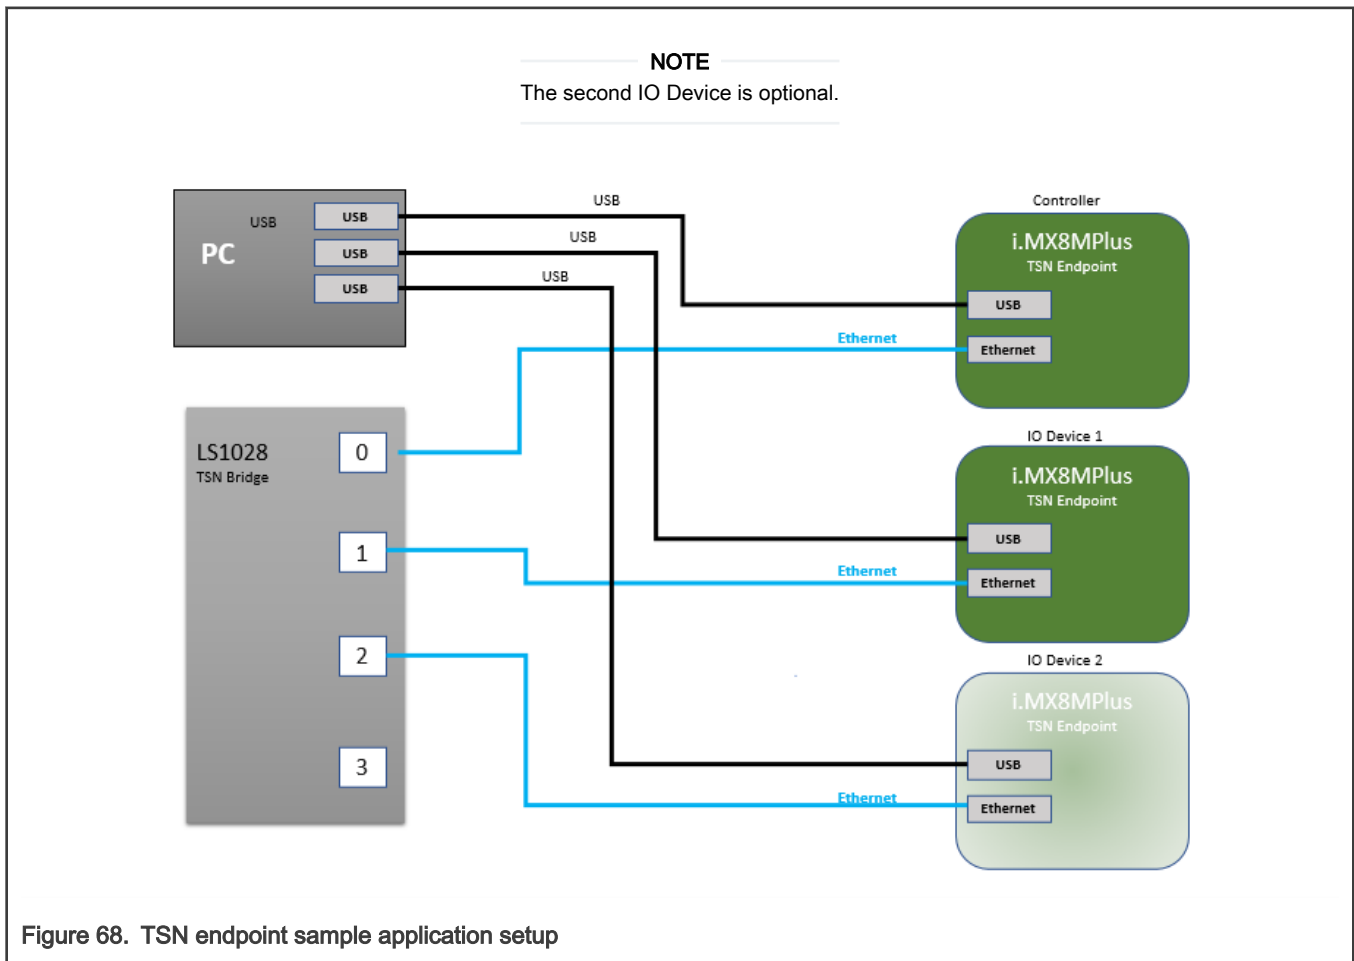 NOTE
The second IO Device is optional.
USB
PC
USB
USB
USB
USB
USB
USB
Controller
i.MX8MPlus
TSN Endpoint
USB
Ethernet
Ethernet
LS1028
TSN Bridge
0
1
2
3
IO Device 1
i.MX8MPlus
TSN Endpoint
USB
Ethernet
Ethernet
IO Device 2
i.MX8MPlus
TSN Endpoint
USB
Ethernet
Ethernet
Figure 68. TSN endpoint sample application setup